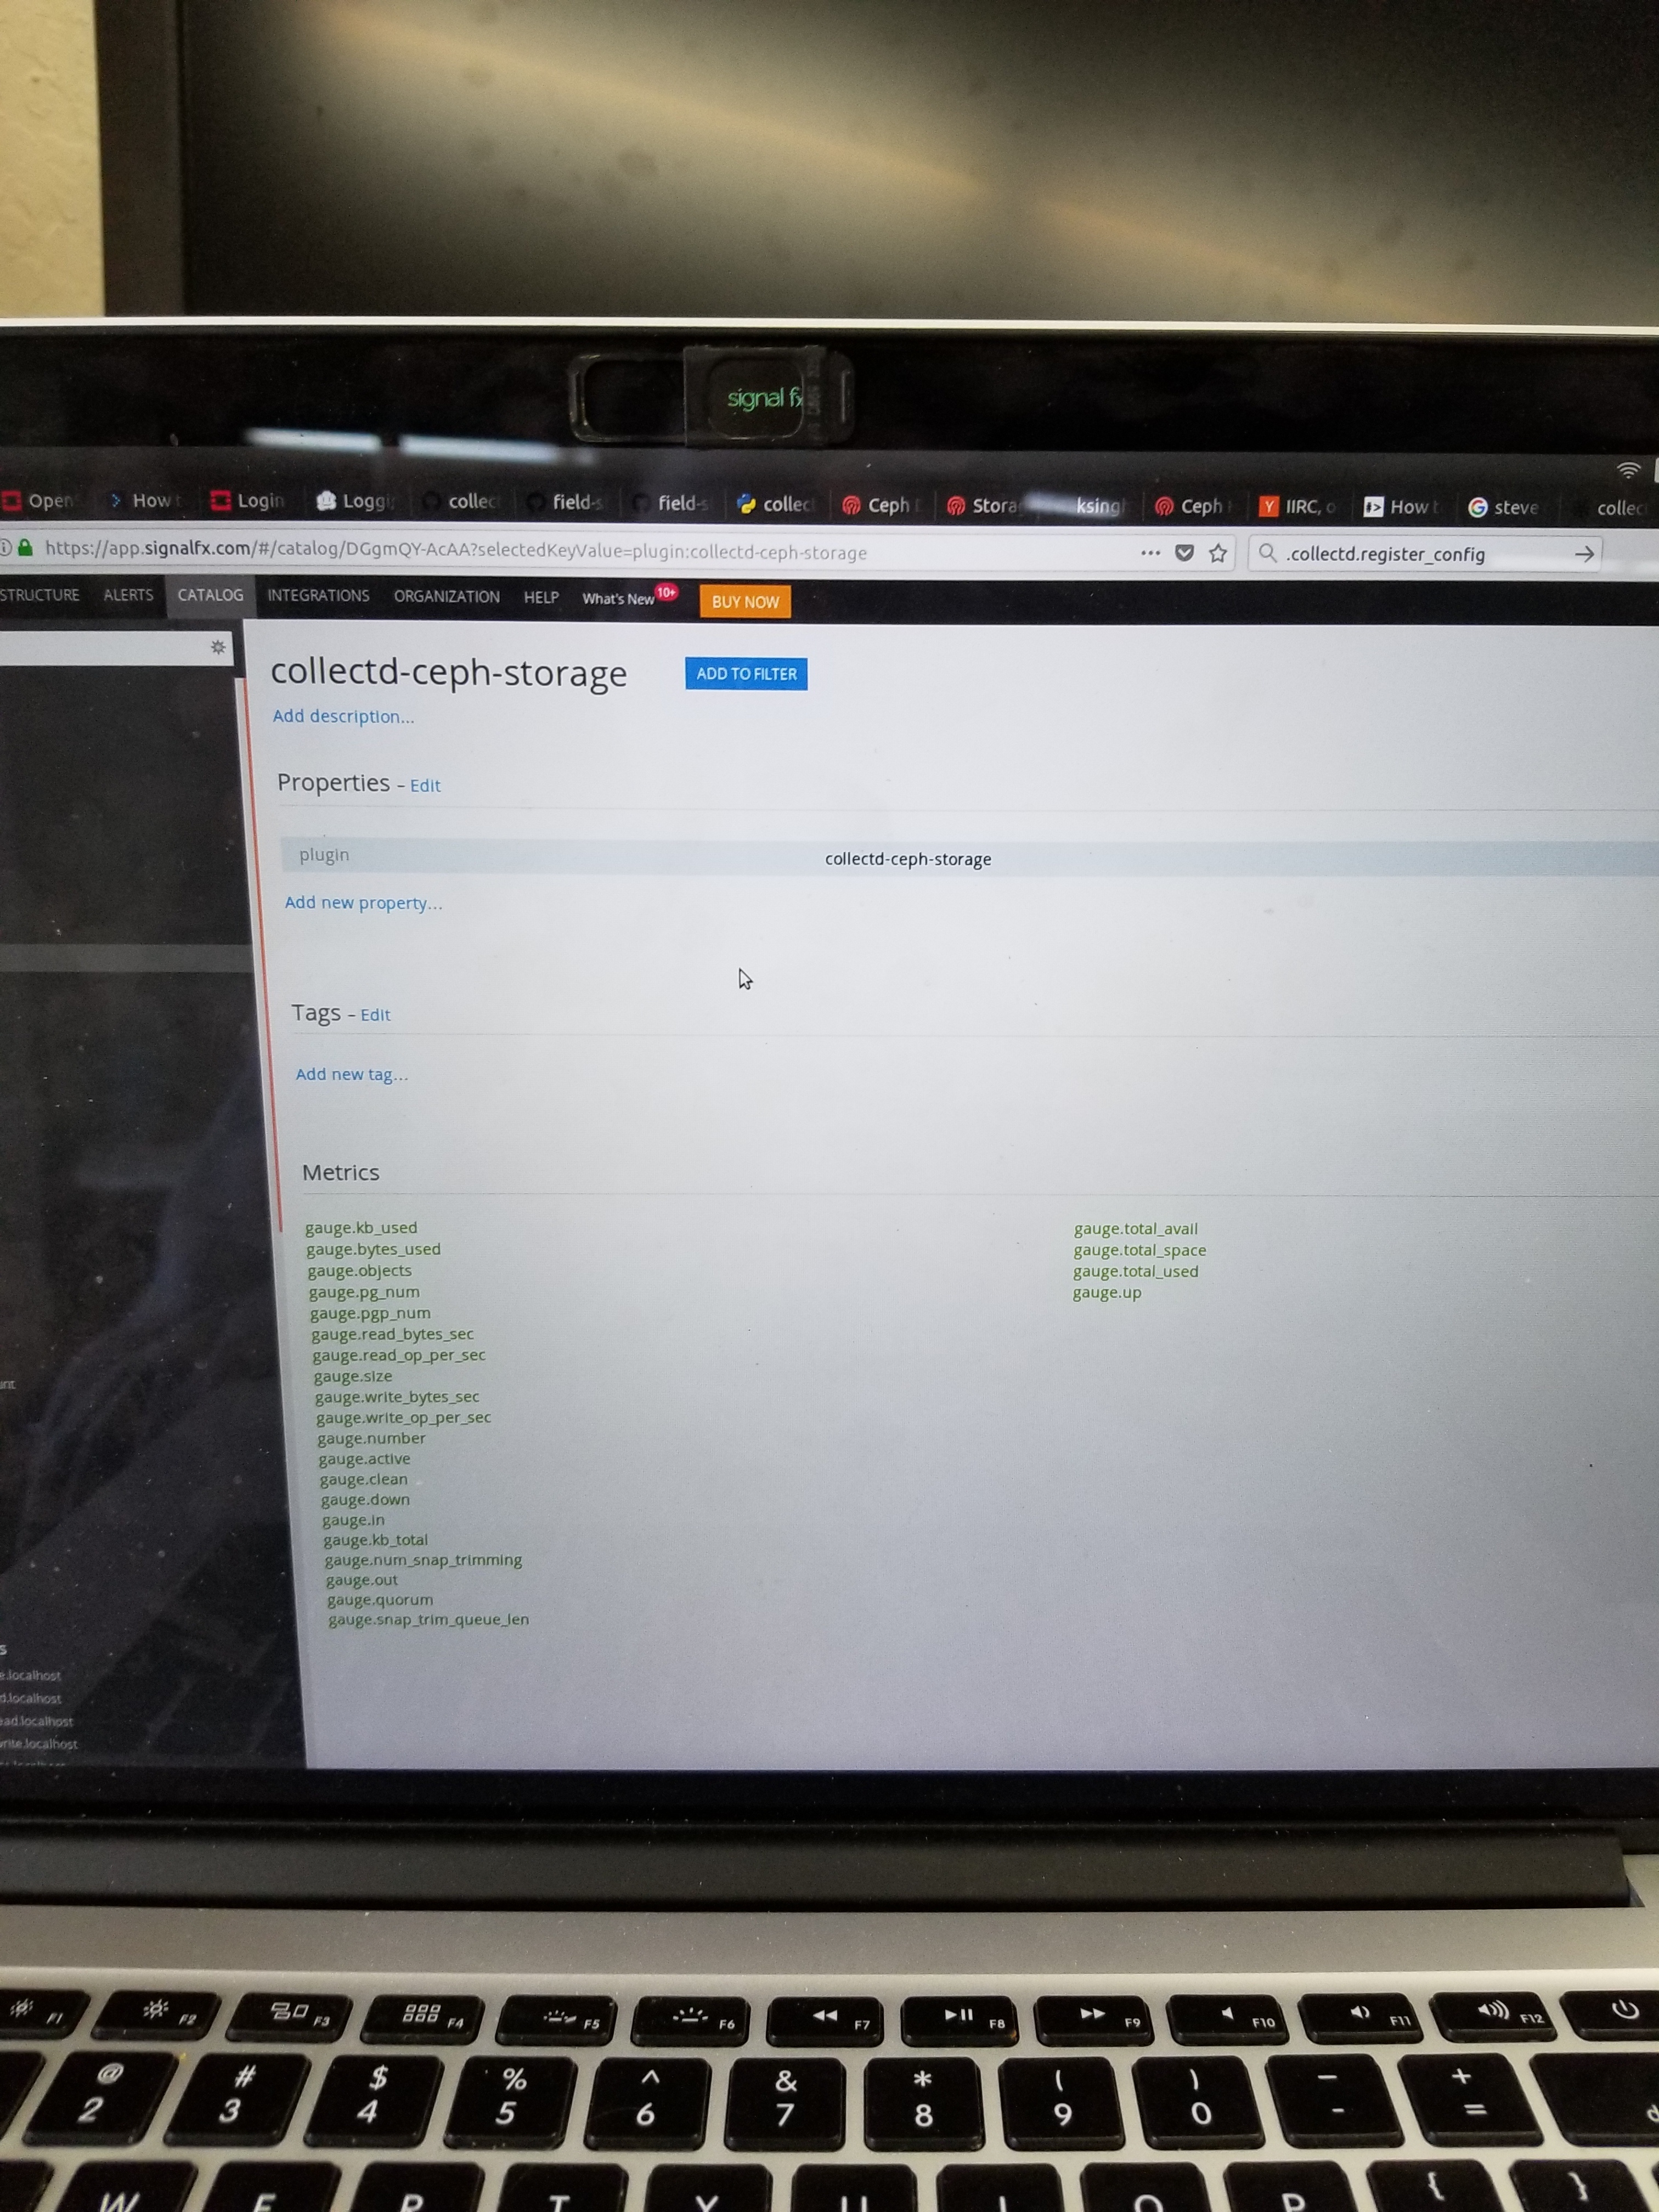 signal fx
Open How t Login Loggi collec field-s field-s collec Ceph Stora ksing Ceph IIRC, o How t steve collec
https://app.signalfx.com/#/catalog/DGgmQY-AcAA?selectedKeyValue=plugin:collectd-ceph-storage .collectd.register_config
STRUCTURE ALERTS CATALOG INTEGRATIONS ORGANIZATION HELP What's New 10+ BUY NOW
collectd-ceph-storage ADD TO FILTER
Add description...
Properties – Edit
plugin collectd-ceph-storage
Add new property...
Tags – Edit
Add new tag...
Metrics
gauge.kb_used gauge.total_avail
gauge.bytes_used gauge.total_space
gauge.objects gauge.total_used
gauge.pg_num gauge.up
gauge.pgp_num
gauge.read_bytes_sec
gauge.read_op_per_sec
gauge.size
gauge.write_bytes_sec
gauge.write_op_per_sec
gauge.number
gauge.active
gauge.clean
gauge.down
gauge.in
gauge.kb_total
gauge.num_snap_trimming
gauge.out
gauge.quorum
gauge.snap_trim_queue_len
unt
s
e.localhost
d.localhost
ead.localhost
write.localhost
F1 F2 F3 F4 F5 F6 F7 F8 F9 F10 F11 F12
@ # $ % ^ & * ( ) – +
2 3 4 5 6 7 8 9 0 - =
W E R T Y U I O P { }